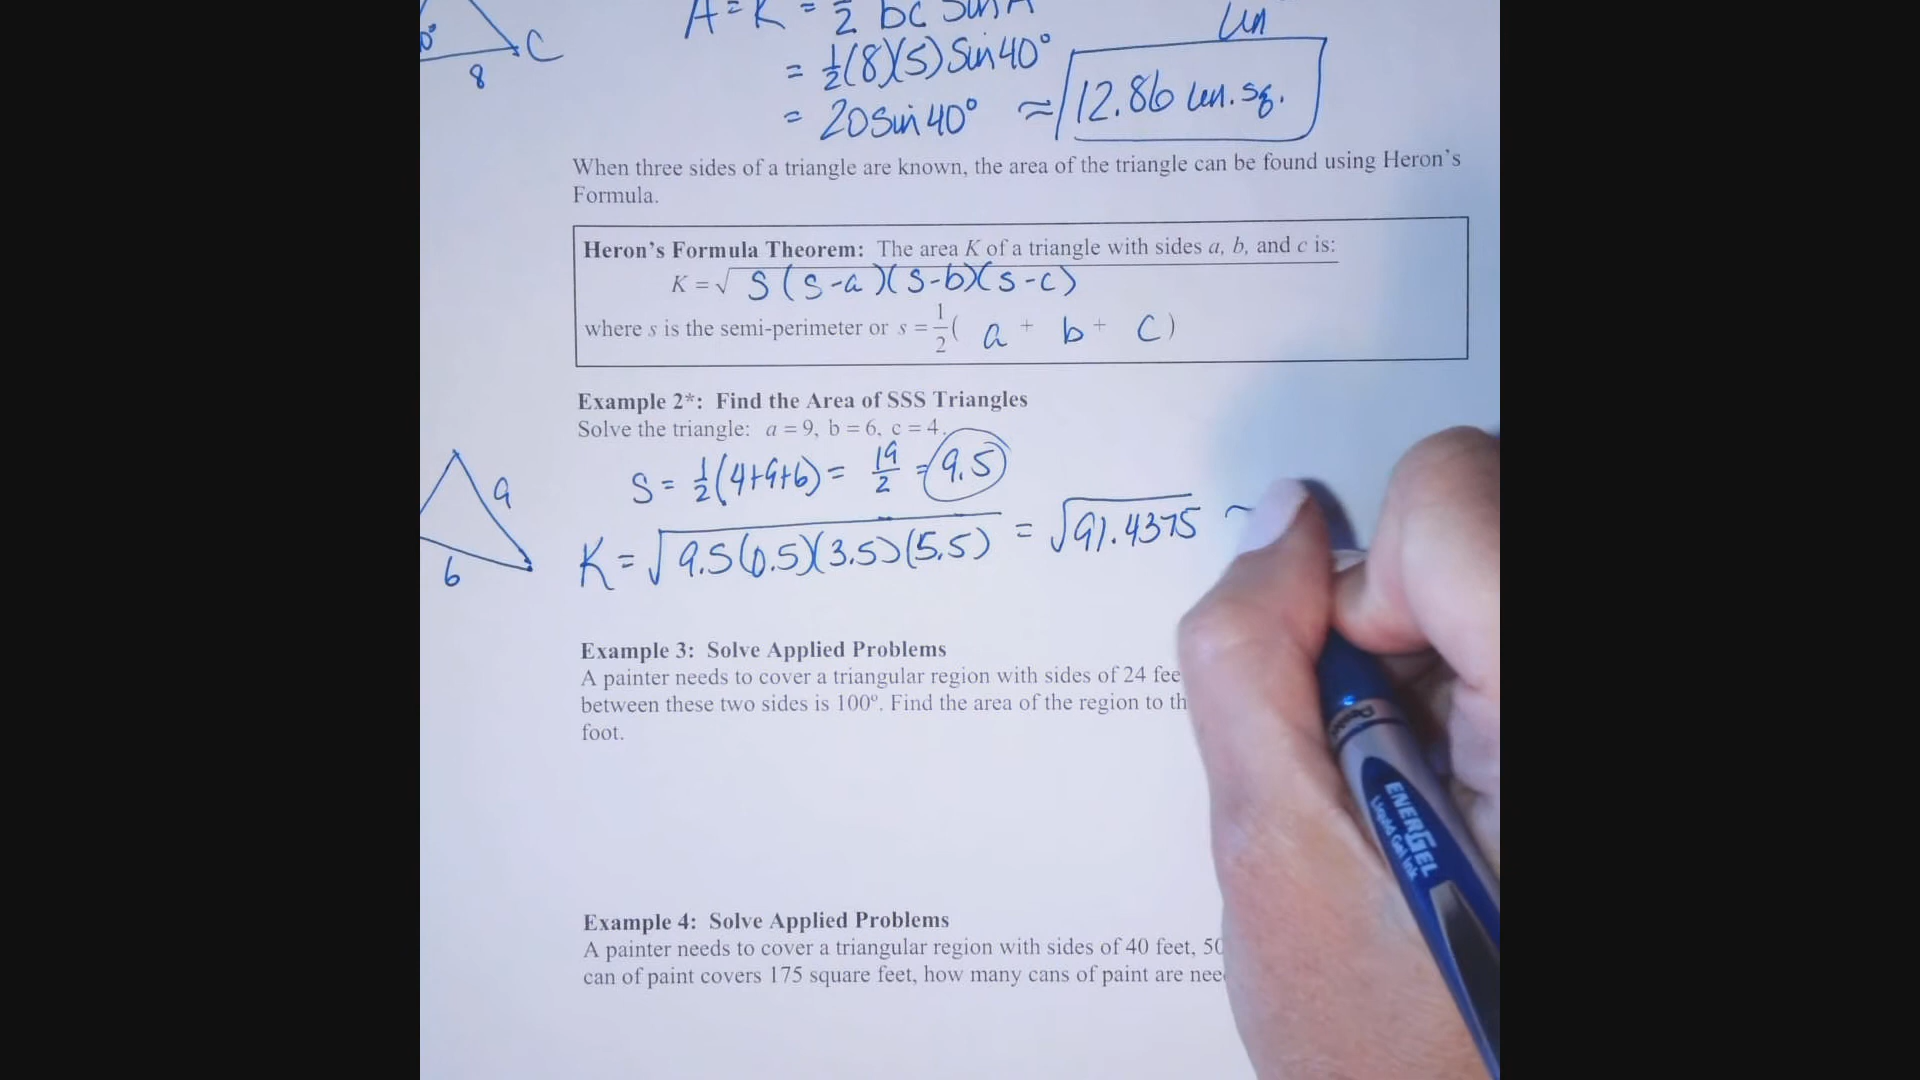 A = K = 1/2 bc sin A
8 C
= 1/2(8)(5) Sin 40°
un
= 20 Sin 40° ≈ 12.86 un. sq.
When three sides of a triangle are known, the area of the triangle can be found using Heron's
Formula.
Heron's Formula Theorem: The area K of a triangle with sides a, b, and c is:
K = √ S(S-a)(S-b)(S-c)
where s is the semi-perimeter or s = 1/2( a + b + c )
Example 2*: Find the Area of SSS Triangles
Solve the triangle: a = 9, b = 6, c = 4.
S = 1/2(4+9+6) = 19/2 = 9.5
9
6
K = √9.5(0.5)(3.5)(5.5) = √91.4375 ~
Example 3: Solve Applied Problems
A painter needs to cover a triangular region with sides of 24 fee
between these two sides is 100°. Find the area of the region to th
foot.
Example 4: Solve Applied Problems
A painter needs to cover a triangular region with sides of 40 feet, 50
can of paint covers 175 square feet, how many cans of paint are nee
ENERGEL
Liquid Gel Ink